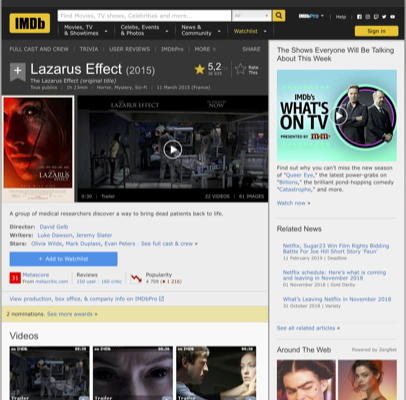 IMDb
Find Movies, TV shows, Celebrities and more...
All
IMDbPro
Help
Movies, TV & Showtimes
Celebs, Events & Photos
News & Community
Watchlist
Sign in
FULL CAST AND CREW | TRIVIA | USER REVIEWS | IMDbPro | MORE
SHARE
Lazarus Effect (2015)
The Lazarus Effect (original title)
Tous publics | 1h 23min | Horror, Mystery, Sci-Fi | 11 March 2015 (France)
5,2
Rate This
LAZARUS EFFECT
NOW
LAZARUS EFFECT
0:30 | Trailer
22 VIDEOS | 61 IMAGES
A group of medical researchers discover a way to bring dead patients back to life.
Director: David Gelb
Writers: Luke Dawson, Jeremy Slater
Stars: Olivia Wilde, Mark Duplass, Evan Peters | See full cast & crew »
+ Add to Watchlist
31
Metascore
From metacritic.com
Reviews
150 user | 160 critic
Popularity
View production, box office, & company info on IMDbPro
2 nominations. See more awards »
Videos
The Shows Everyone Will Be Talking About This Week
IMDb's
WHAT'S
ON TV
PRESENTED BY m&m's
Find out why you can't miss the new season of "Queer Eye," the latest power-grabs on "Billions," the brilliant pond-hopping comedy "Catastrophe," and more.
Watch now »
Related News
Netflix, Sugar23 Win Film Rights Bidding Battle For Joe Hill Short Story 'Faun'
11 February 2019 | Deadline
Netflix schedule: Here's what is coming and leaving in November 2018
01 November 2018 | Gold Derby
What's Leaving Netflix in November 2018
31 October 2018 | Variety
See all related articles »
Around The Web
Powered by ZergNet